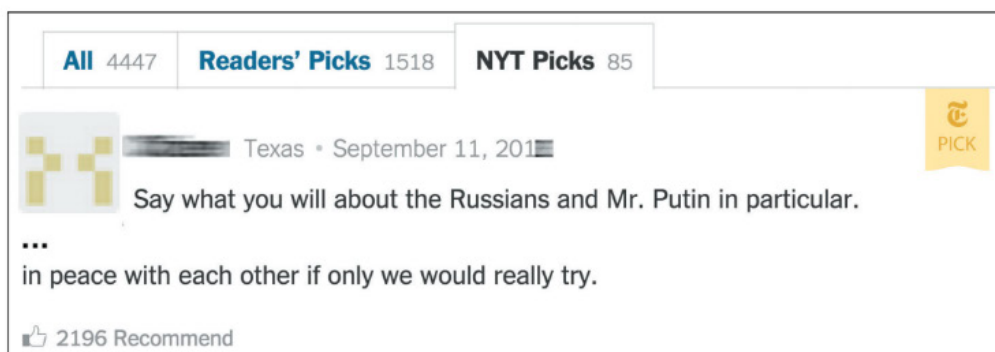 All 4447 Readers' Picks 1518 NYT Picks 85
PICK
Texas • September 11, 201
Say what you will about the Russians and Mr. Putin in particular.
...
in peace with each other if only we would really try.
2196 Recommend